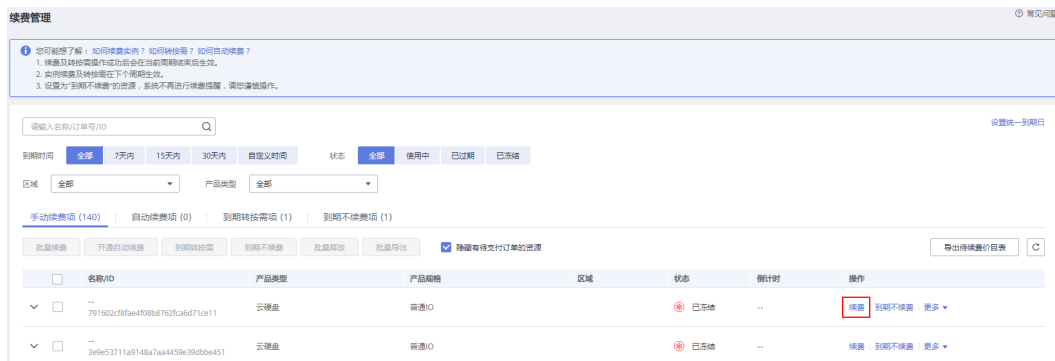 续费管理
常见问题
您可能想了解：如何续费实例？ 如何转按需？ 如何自动续费？
1. 续费及转按需操作成功后会在当前周期结束后生效。
2. 实例续费及转按需在下个周期生效。
3. 设置为"到期不续费"的资源，系统不再进行续费提醒，请您谨慎操作。
请输入名称/订单号/ID
设置统一到期日
到期时间 全部 7天内 15天内 30天内 自定义时间 状态 全部 使用中 已过期 已冻结
区域 全部 产品类型 全部
手动续费项 (140) 自动续费项 (0) 到期转按需项 (1) 到期不续费项 (1)
批量续费 开通自动续费 到期转按需 到期不续费 批量释放 批量导出 隐藏有待支付订单的资源 导出待续费价目表
名称/ID 产品类型 产品规格 区域 状态 倒计时 操作
-- 云硬盘 普通IO 已冻结 -- 续费 到期不续费 更多
791602cf8fae4f08b8762fca6d71ce11
-- 云硬盘 普通IO 已冻结 -- 续费 到期不续费 更多
3e9e53711a9148a7aa4459e39dbbe451